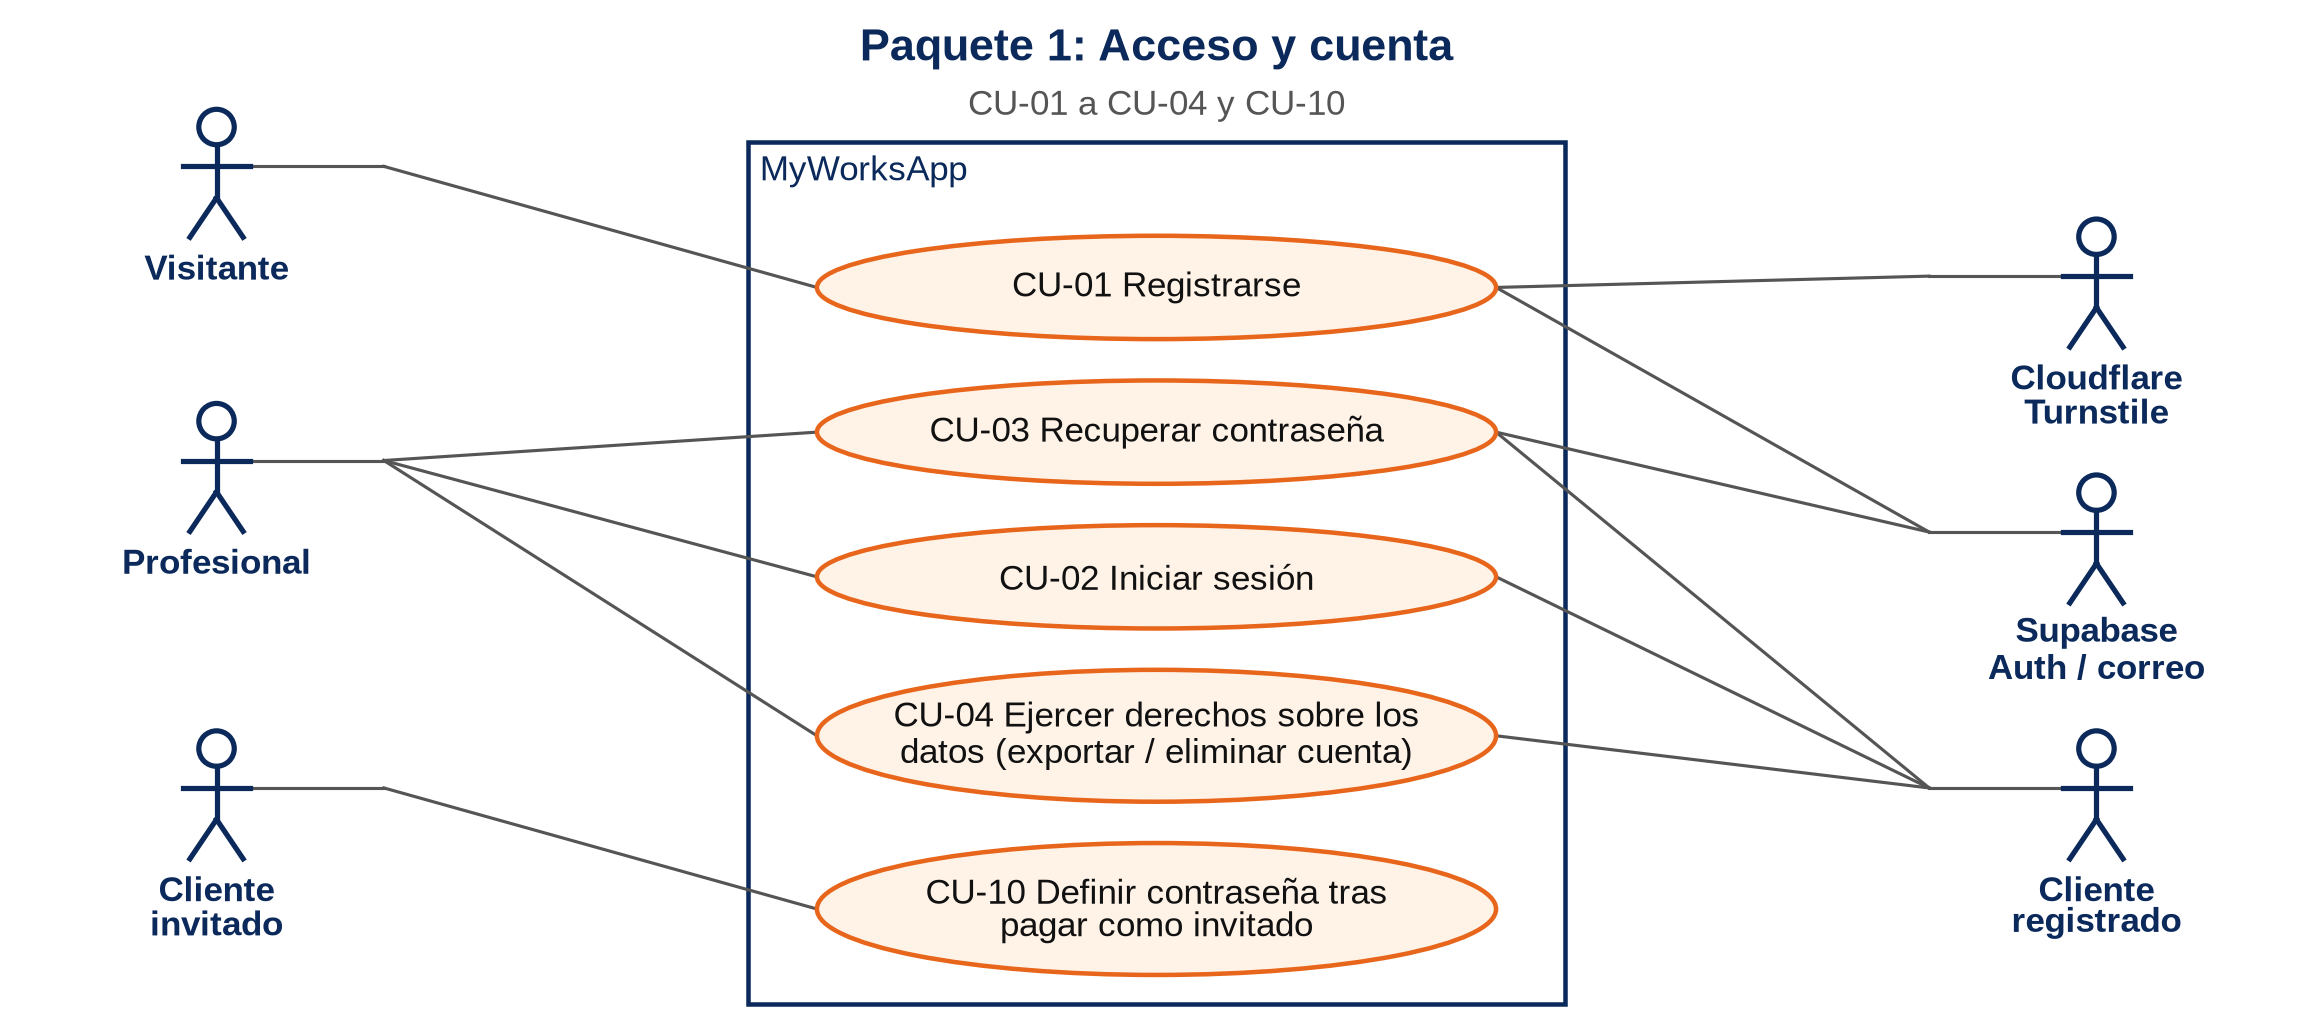 Paquete 1: Acceso y cuenta
CU-01 a CU-04 y CU-10
MyWorksApp
Visitante
Profesional
Cliente
invitado
CU-01 Registrarse
CU-03 Recuperar contraseña
CU-02 Iniciar sesión
CU-04 Ejercer derechos sobre los
datos (exportar / eliminar cuenta)
CU-10 Definir contraseña tras
pagar como invitado
Cloudflare
Turnstile
Supabase
Auth / correo
Cliente
registrado